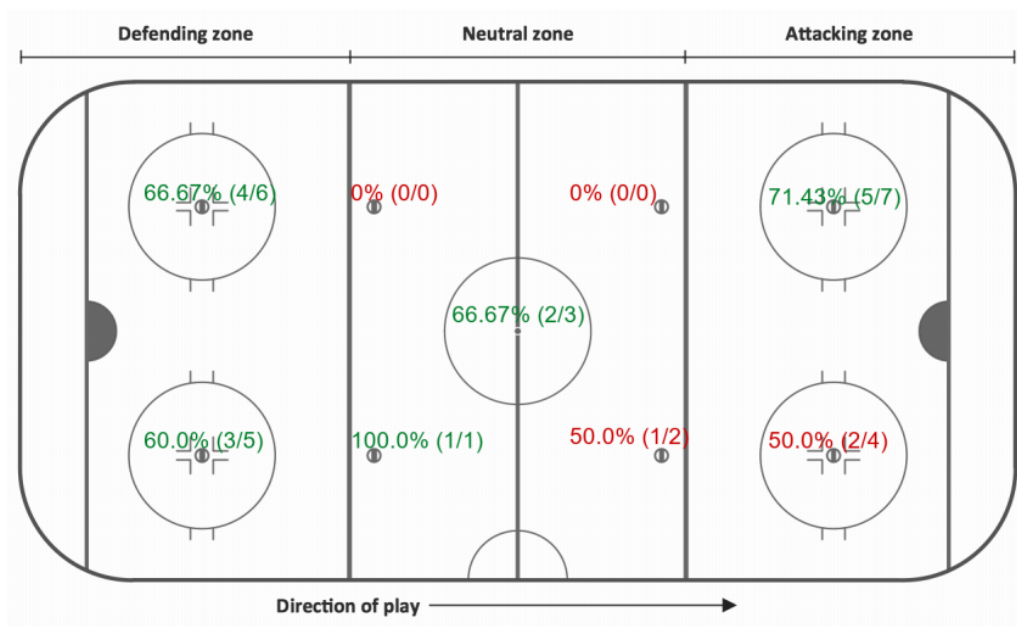 Defending zone
Neutral zone
Attacking zone
66.67% (4/6)
0% (0/0)
0% (0/0)
71.43% (5/7)
66.67% (2/3)
60.0% (3/5)
100.0% (1/1)
50.0% (1/2)
50.0% (2/4)
Direction of play